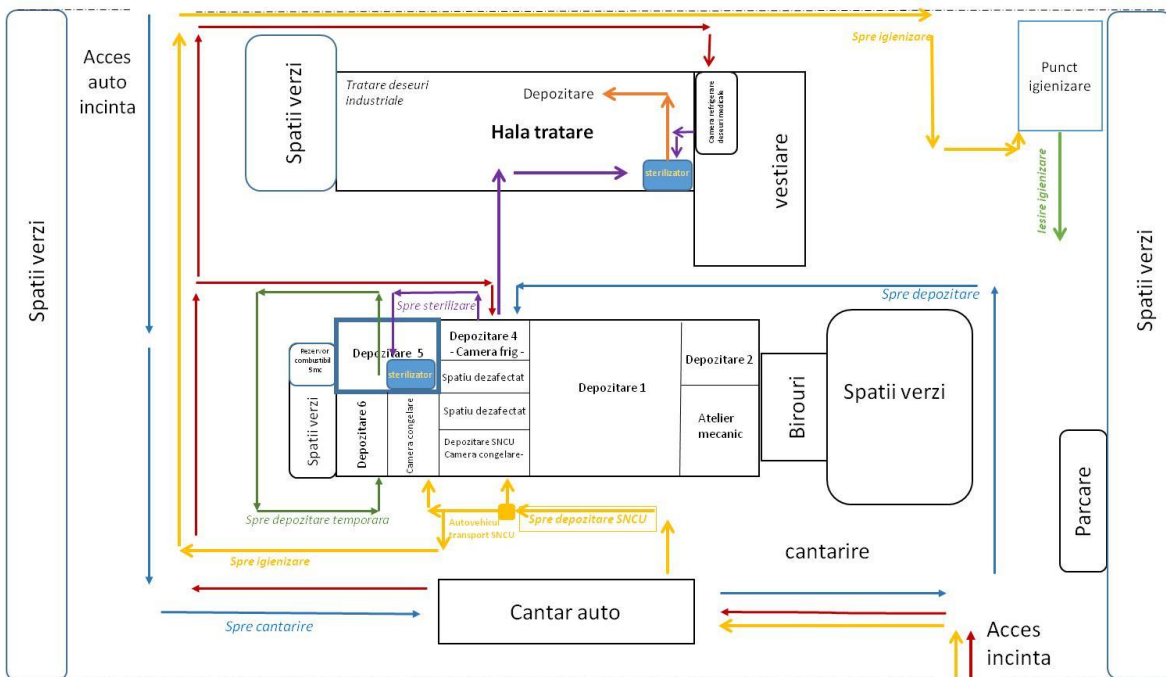 Acces
auto
incinta
Spatii verzi
Spatii verzi
Tratare deseuri
industriale
Depozitare
Hala tratare
sterilizator
Camera refrigerare
deseuri medicale
vestiare
Spre igienizare
Punct
igienizare
Iesire igienizare
Spatii verzi
Spre depozitare
Spre sterilizare
Rezervor
combustibil
5mc
Spatii verzi
Depozitare 5
sterilizator
Depozitare 6
Camera congelare
Depozitare 4
- Camera frig -
Spatiu dezafectat
Spatiu dezafectat
Depozitare SNCU
Camera congelare-
Depozitare 1
Depozitare 2
Atelier
mecanic
Birouri
Spatii verzi
Parcare
Spre depozitare temporara
Autovehicul
transport SNCU
Spre depozitare SNCU
Spre igienizare
cantarire
Cantar auto
Spre cantarire
Acces
incinta